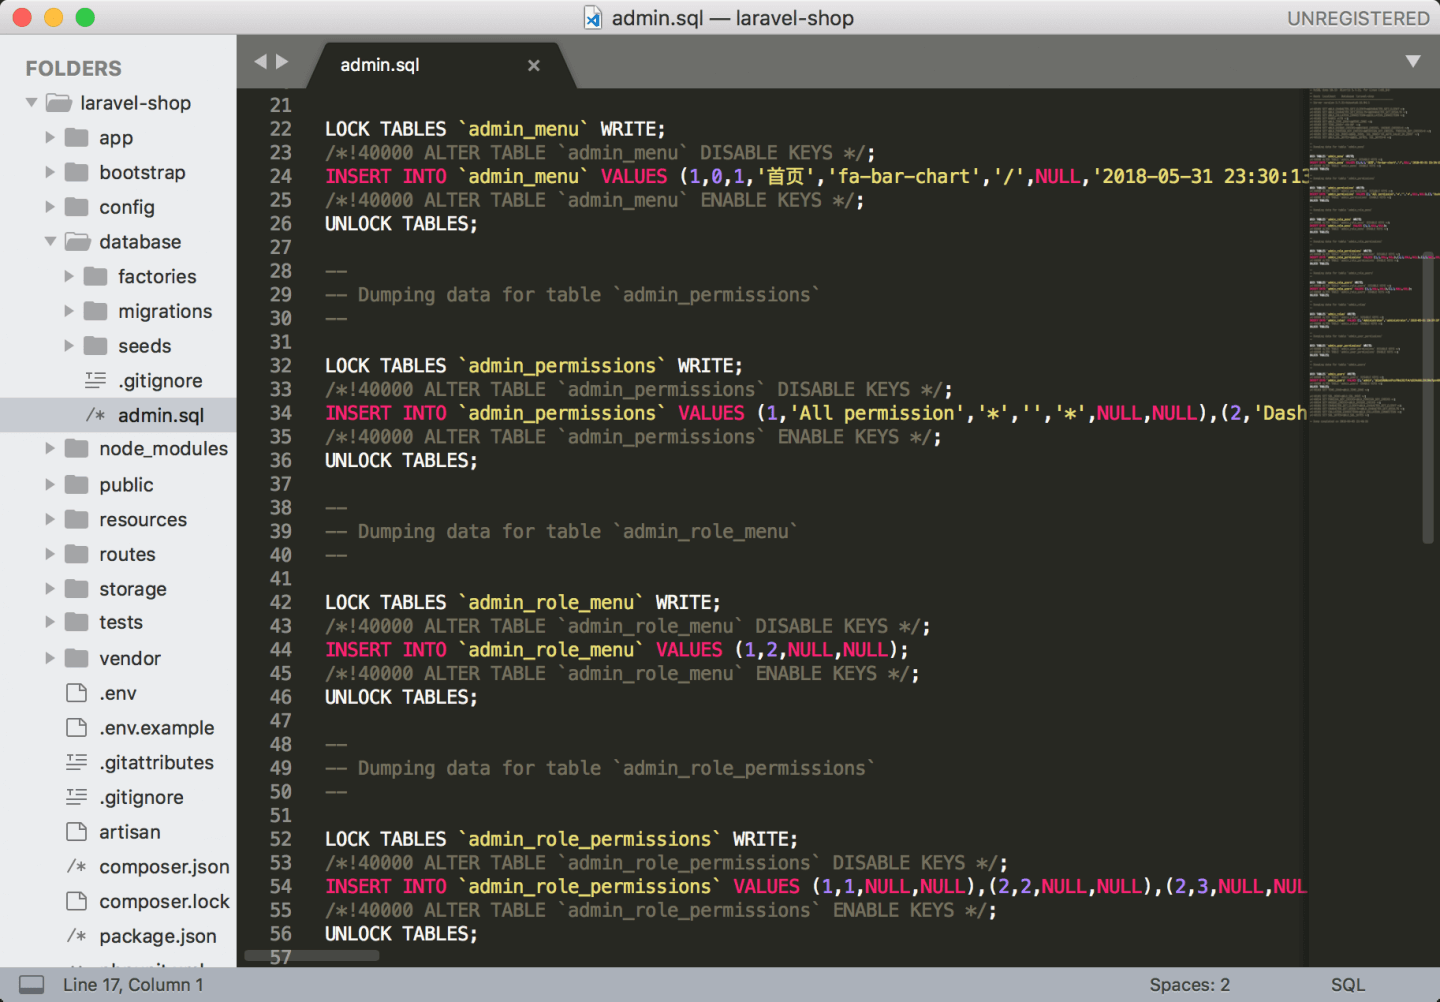 admin.sql — laravel-shop
UNREGISTERED
FOLDERS
laravel-shop
app
bootstrap
config
database
factories
migrations
seeds
.gitignore
/* admin.sql
node_modules
public
resources
routes
storage
tests
vendor
.env
.env.example
.gitattributes
.gitignore
artisan
/* composer.json
composer.lock
/* package.json
admin.sql ×
21
22 LOCK TABLES `admin_menu` WRITE;
23 /*!40000 ALTER TABLE `admin_menu` DISABLE KEYS */;
24 INSERT INTO `admin_menu` VALUES (1,0,1,'首页','fa-bar-chart','/',NULL,'2018-05-31 23:30:13
25 /*!40000 ALTER TABLE `admin_menu` ENABLE KEYS */;
26 UNLOCK TABLES;
27
28 --
29 -- Dumping data for table `admin_permissions`
30 --
31
32 LOCK TABLES `admin_permissions` WRITE;
33 /*!40000 ALTER TABLE `admin_permissions` DISABLE KEYS */;
34 INSERT INTO `admin_permissions` VALUES (1,'All permission','*','','*',NULL,NULL),(2,'Dash
35 /*!40000 ALTER TABLE `admin_permissions` ENABLE KEYS */;
36 UNLOCK TABLES;
37
38 --
39 -- Dumping data for table `admin_role_menu`
40 --
41
42 LOCK TABLES `admin_role_menu` WRITE;
43 /*!40000 ALTER TABLE `admin_role_menu` DISABLE KEYS */;
44 INSERT INTO `admin_role_menu` VALUES (1,2,NULL,NULL);
45 /*!40000 ALTER TABLE `admin_role_menu` ENABLE KEYS */;
46 UNLOCK TABLES;
47
48 --
49 -- Dumping data for table `admin_role_permissions`
50 --
51
52 LOCK TABLES `admin_role_permissions` WRITE;
53 /*!40000 ALTER TABLE `admin_role_permissions` DISABLE KEYS */;
54 INSERT INTO `admin_role_permissions` VALUES (1,1,NULL,NULL),(2,2,NULL,NULL),(2,3,NULL,NUL
55 /*!40000 ALTER TABLE `admin_role_permissions` ENABLE KEYS */;
56 UNLOCK TABLES;
57
Line 17, Column 1
Spaces: 2
SQL